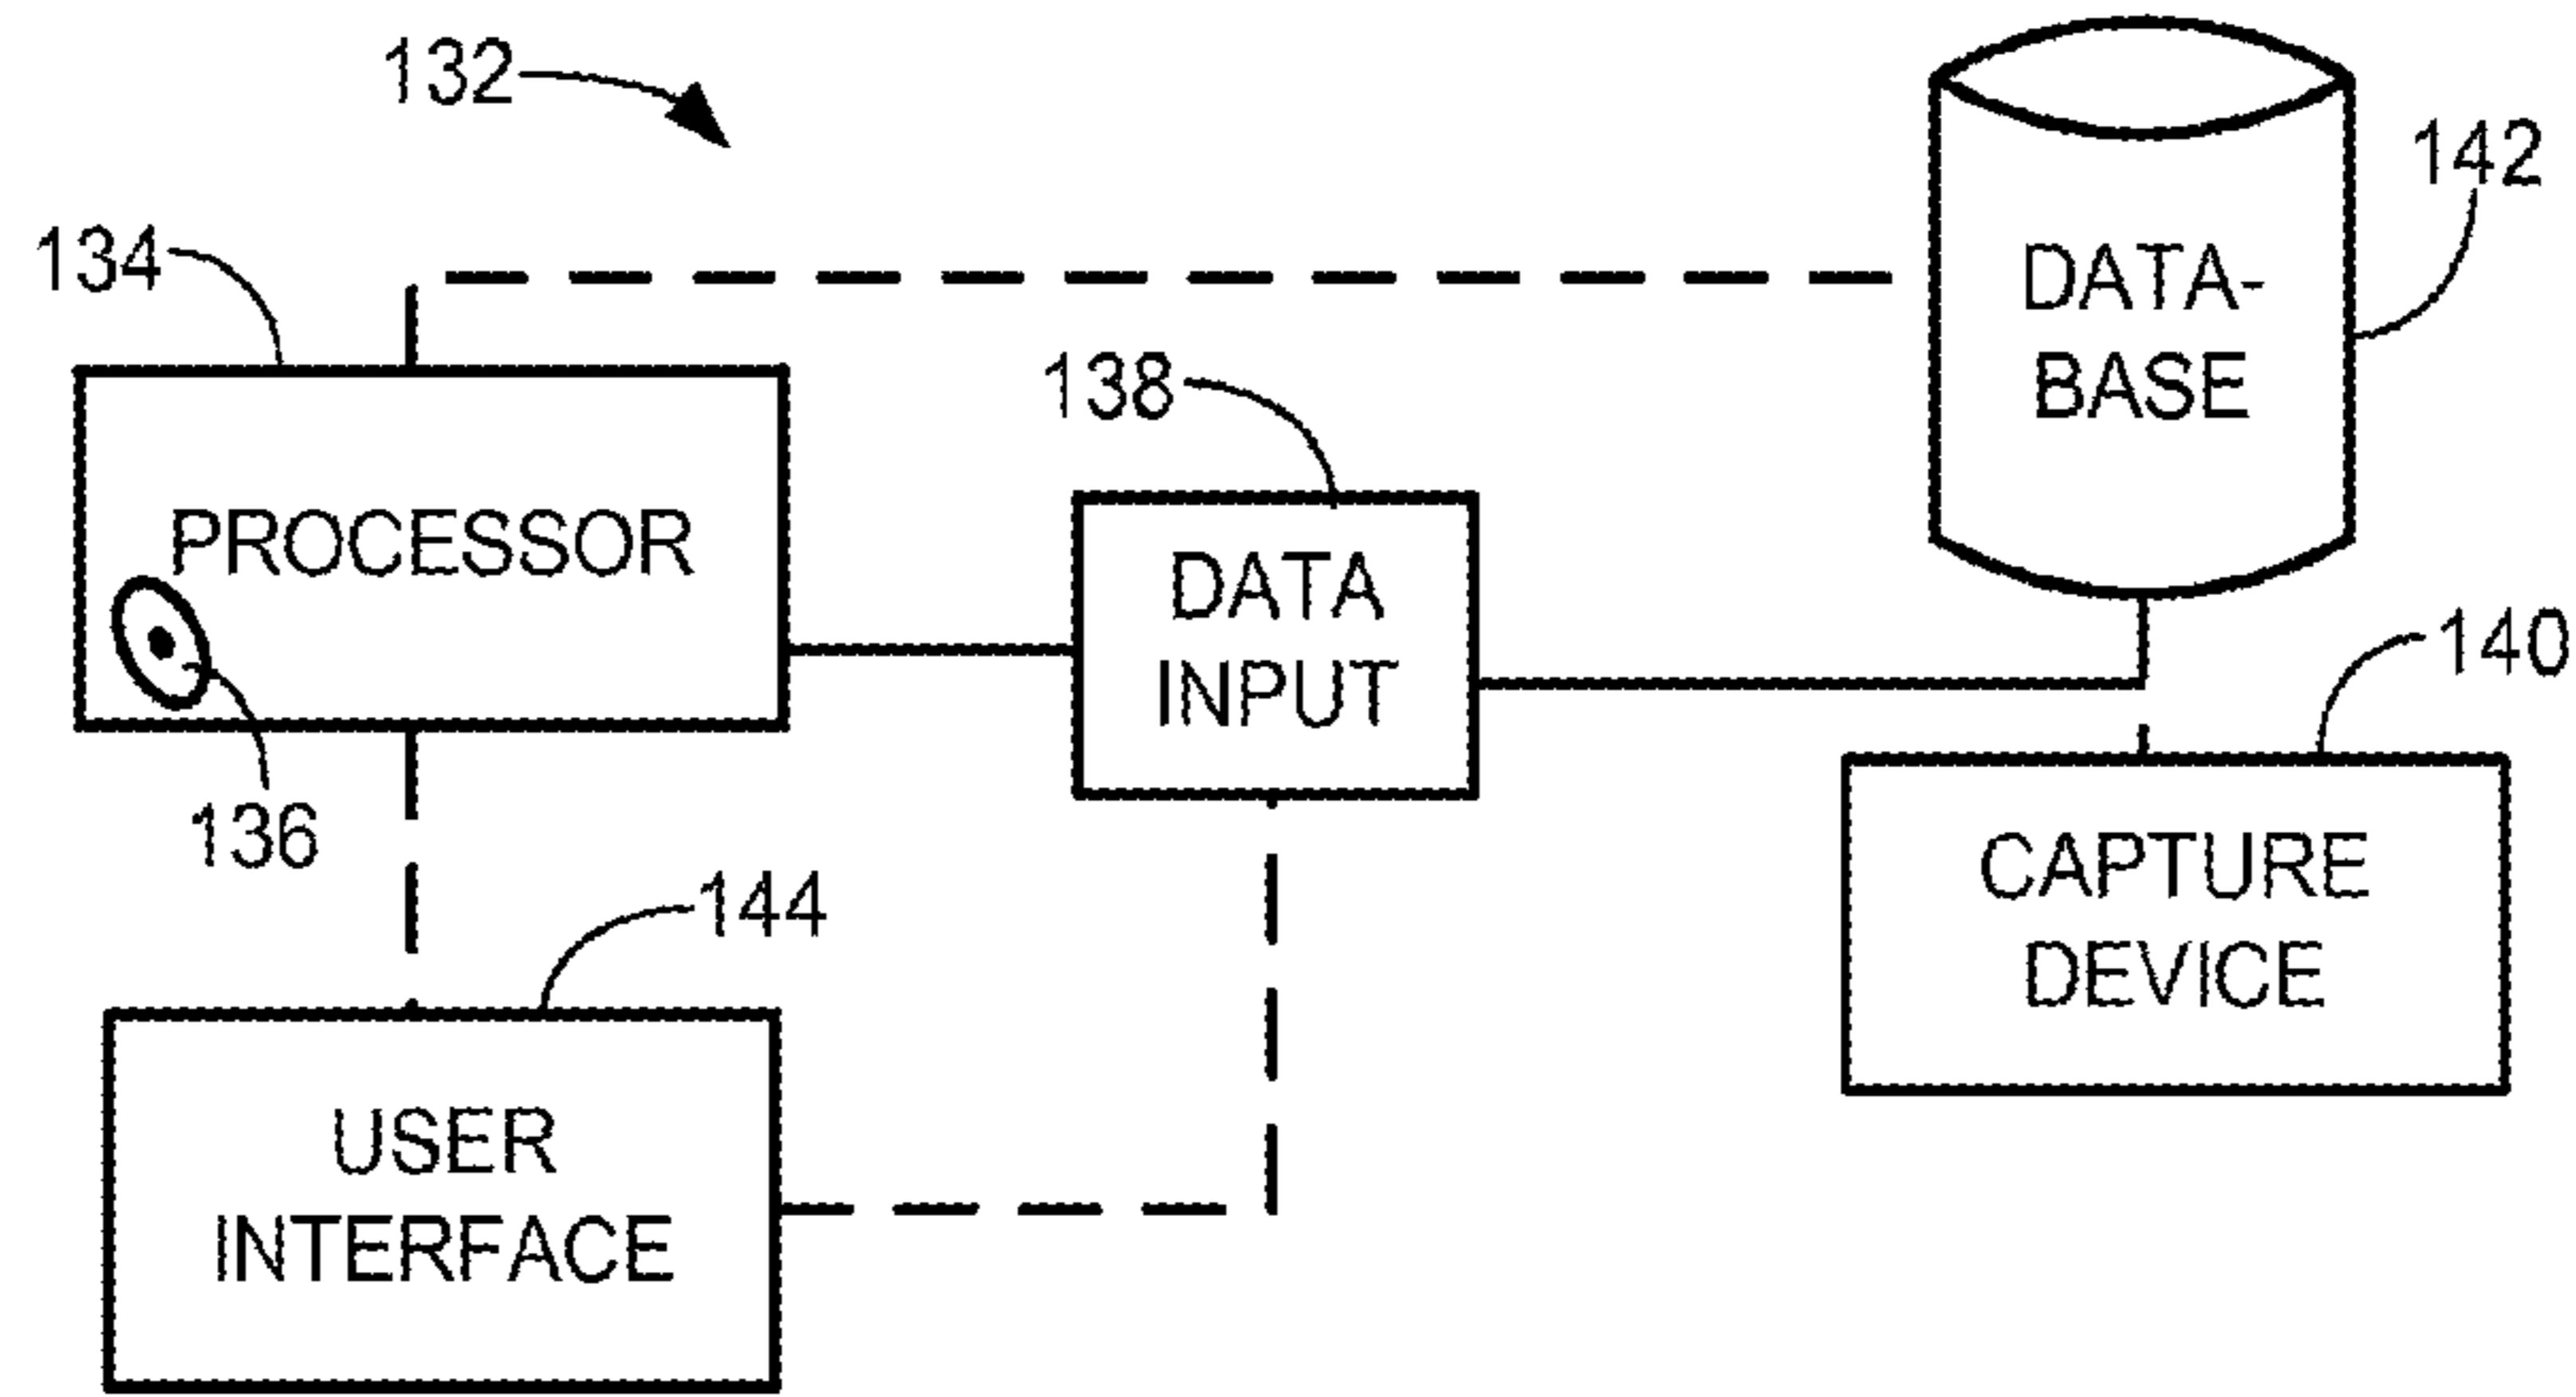 132
142
134
DATA-
BASE
138
PROCESSOR
DATA
INPUT
140
136
CAPTURE
DEVICE
144
USER
INTERFACE